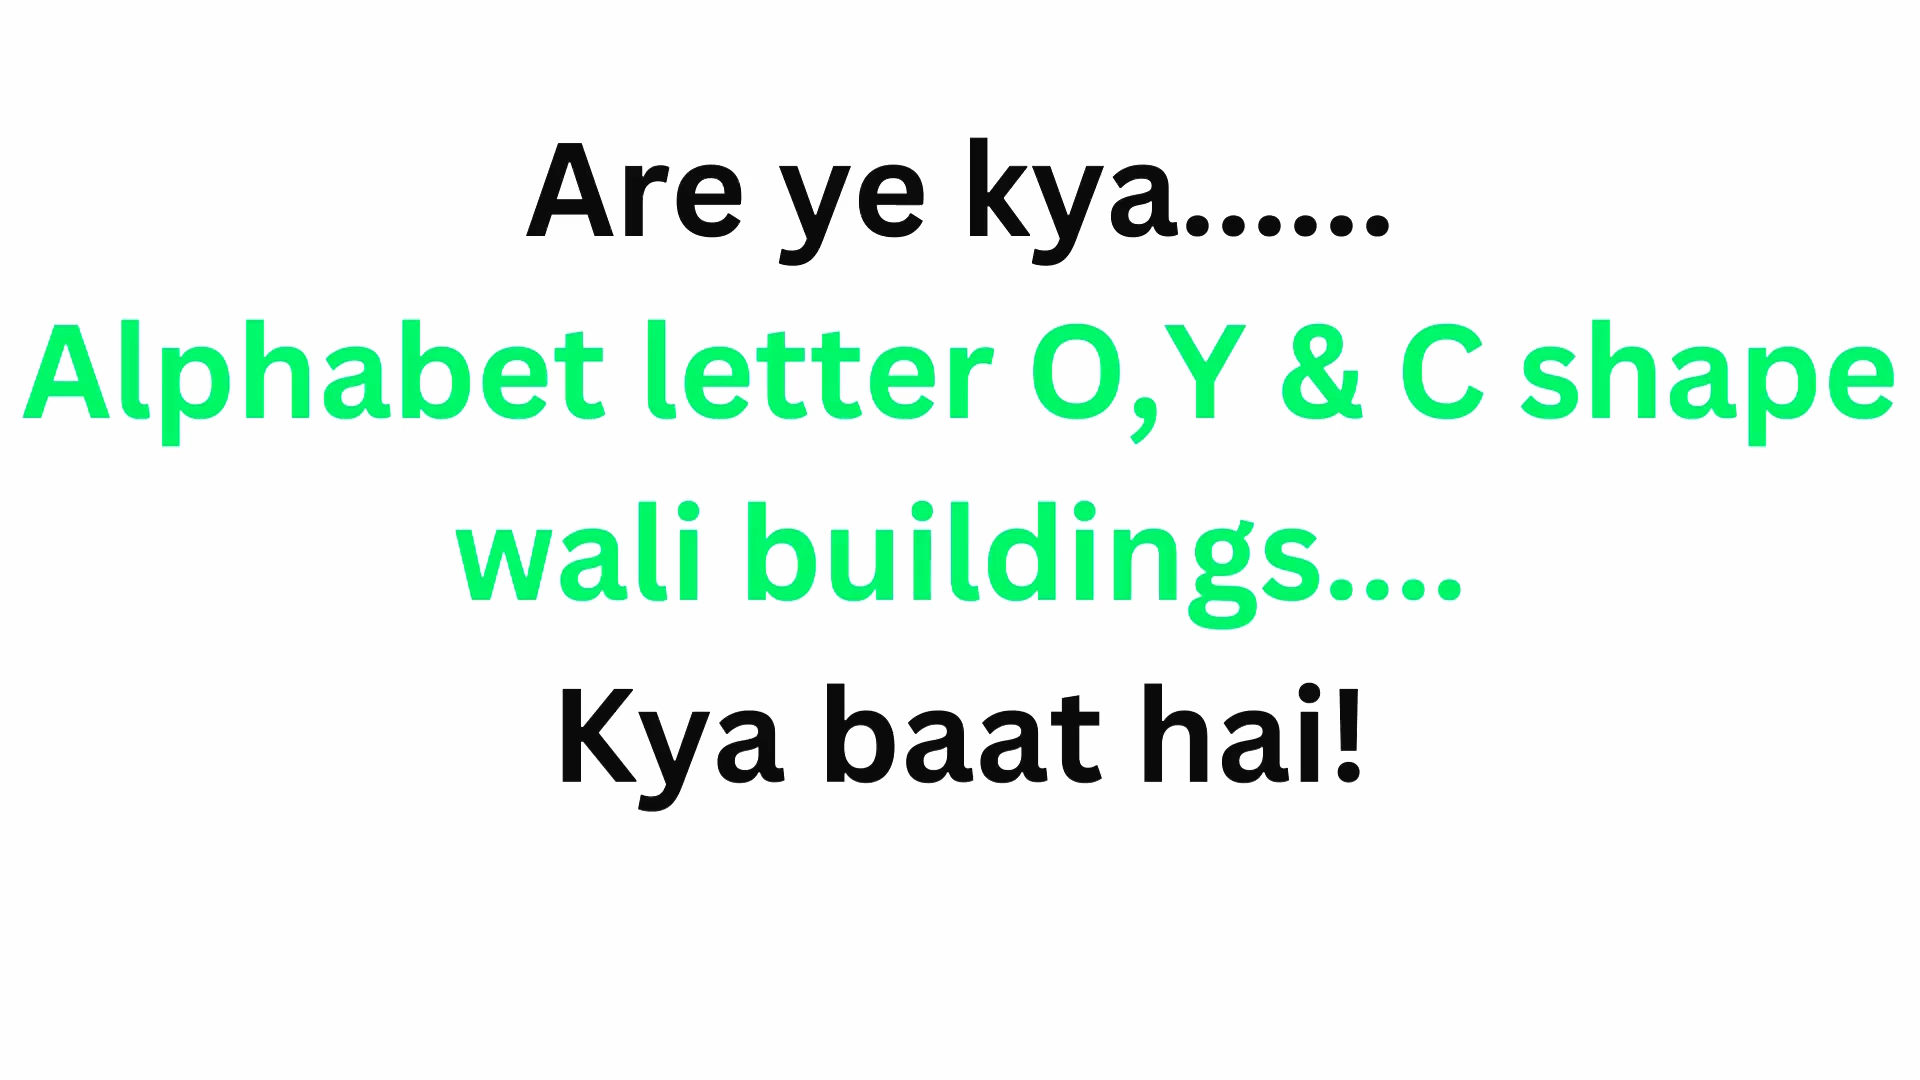 Are ye kya......
Alphabet letter O,Y & C shape
wali buildings....
Kya baat hai!